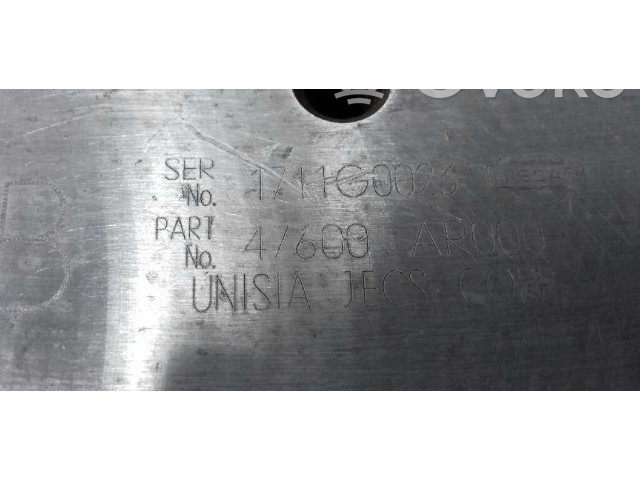 SER No. 1711G0023
PART No. 47600 AR000
UNISIA JECS CORP